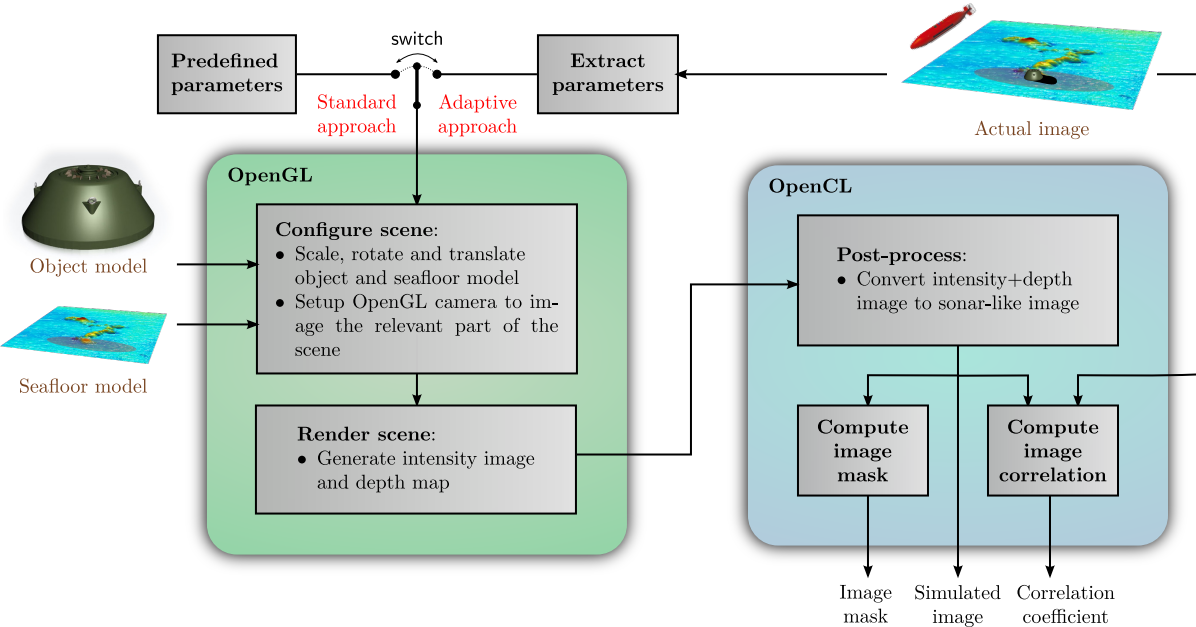 switch
Predefined
parameters
Extract
parameters
Standard
approach
Adaptive
approach
Actual image
OpenGL
OpenCL
Object model
Seafloor model
Configure scene:
• Scale, rotate and translate
object and seafloor model
• Setup OpenGL camera to im-
age the relevant part of the
scene
Render scene:
• Generate intensity image
and depth map
Post-process:
• Convert intensity+depth
image to sonar-like image
Compute
image
mask
Compute
image
correlation
Image
mask
Simulated
image
Correlation
coefficient